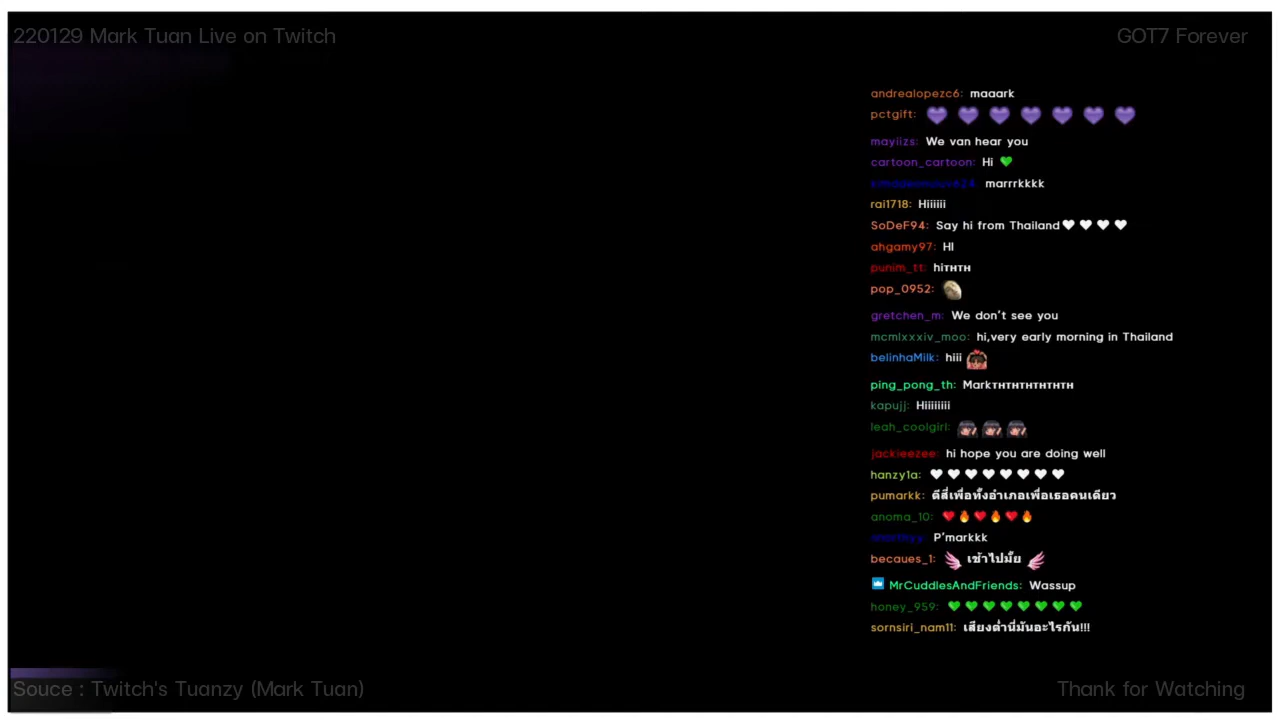 220129 Mark Tuan Live on Twitch
GOT7 Forever
andrealopezc6: maaark
pctgift:
mayiizs: We van hear you
cartoon_cartoon: Hi
marrrkkkk
rai1718: Hiiiiii
SoDeF94: Say hi from Thailand
ahgamy97: HI
punim_tt: hiTHTH
pop_0952:
gretchen_m: We don't see you
mcmlxxxiv_moo: hi,very early morning in Thailand
belinhaMilk: hiii
ping_pong_th: MarkTHTHTHTHTHTH
kapujj: Hiiiiiiii
leah_coolgirl:
jackieezee: hi hope you are doing well
hanzy1a:
pumarkk: ตีสี่เพื่อทั้งอำเภอเพื่อเธอคนเดียว
anoma_10:
P'markkk
becaues_1: เช้าไปมั้ย
MrCuddlesAndFriends: Wassup
honey_959:
sornsiri_nam11: เสียงต่ำนี่มันอะไรกัน!!!
Souce : Twitch's Tuanzy (Mark Tuan)
Thank for Watching